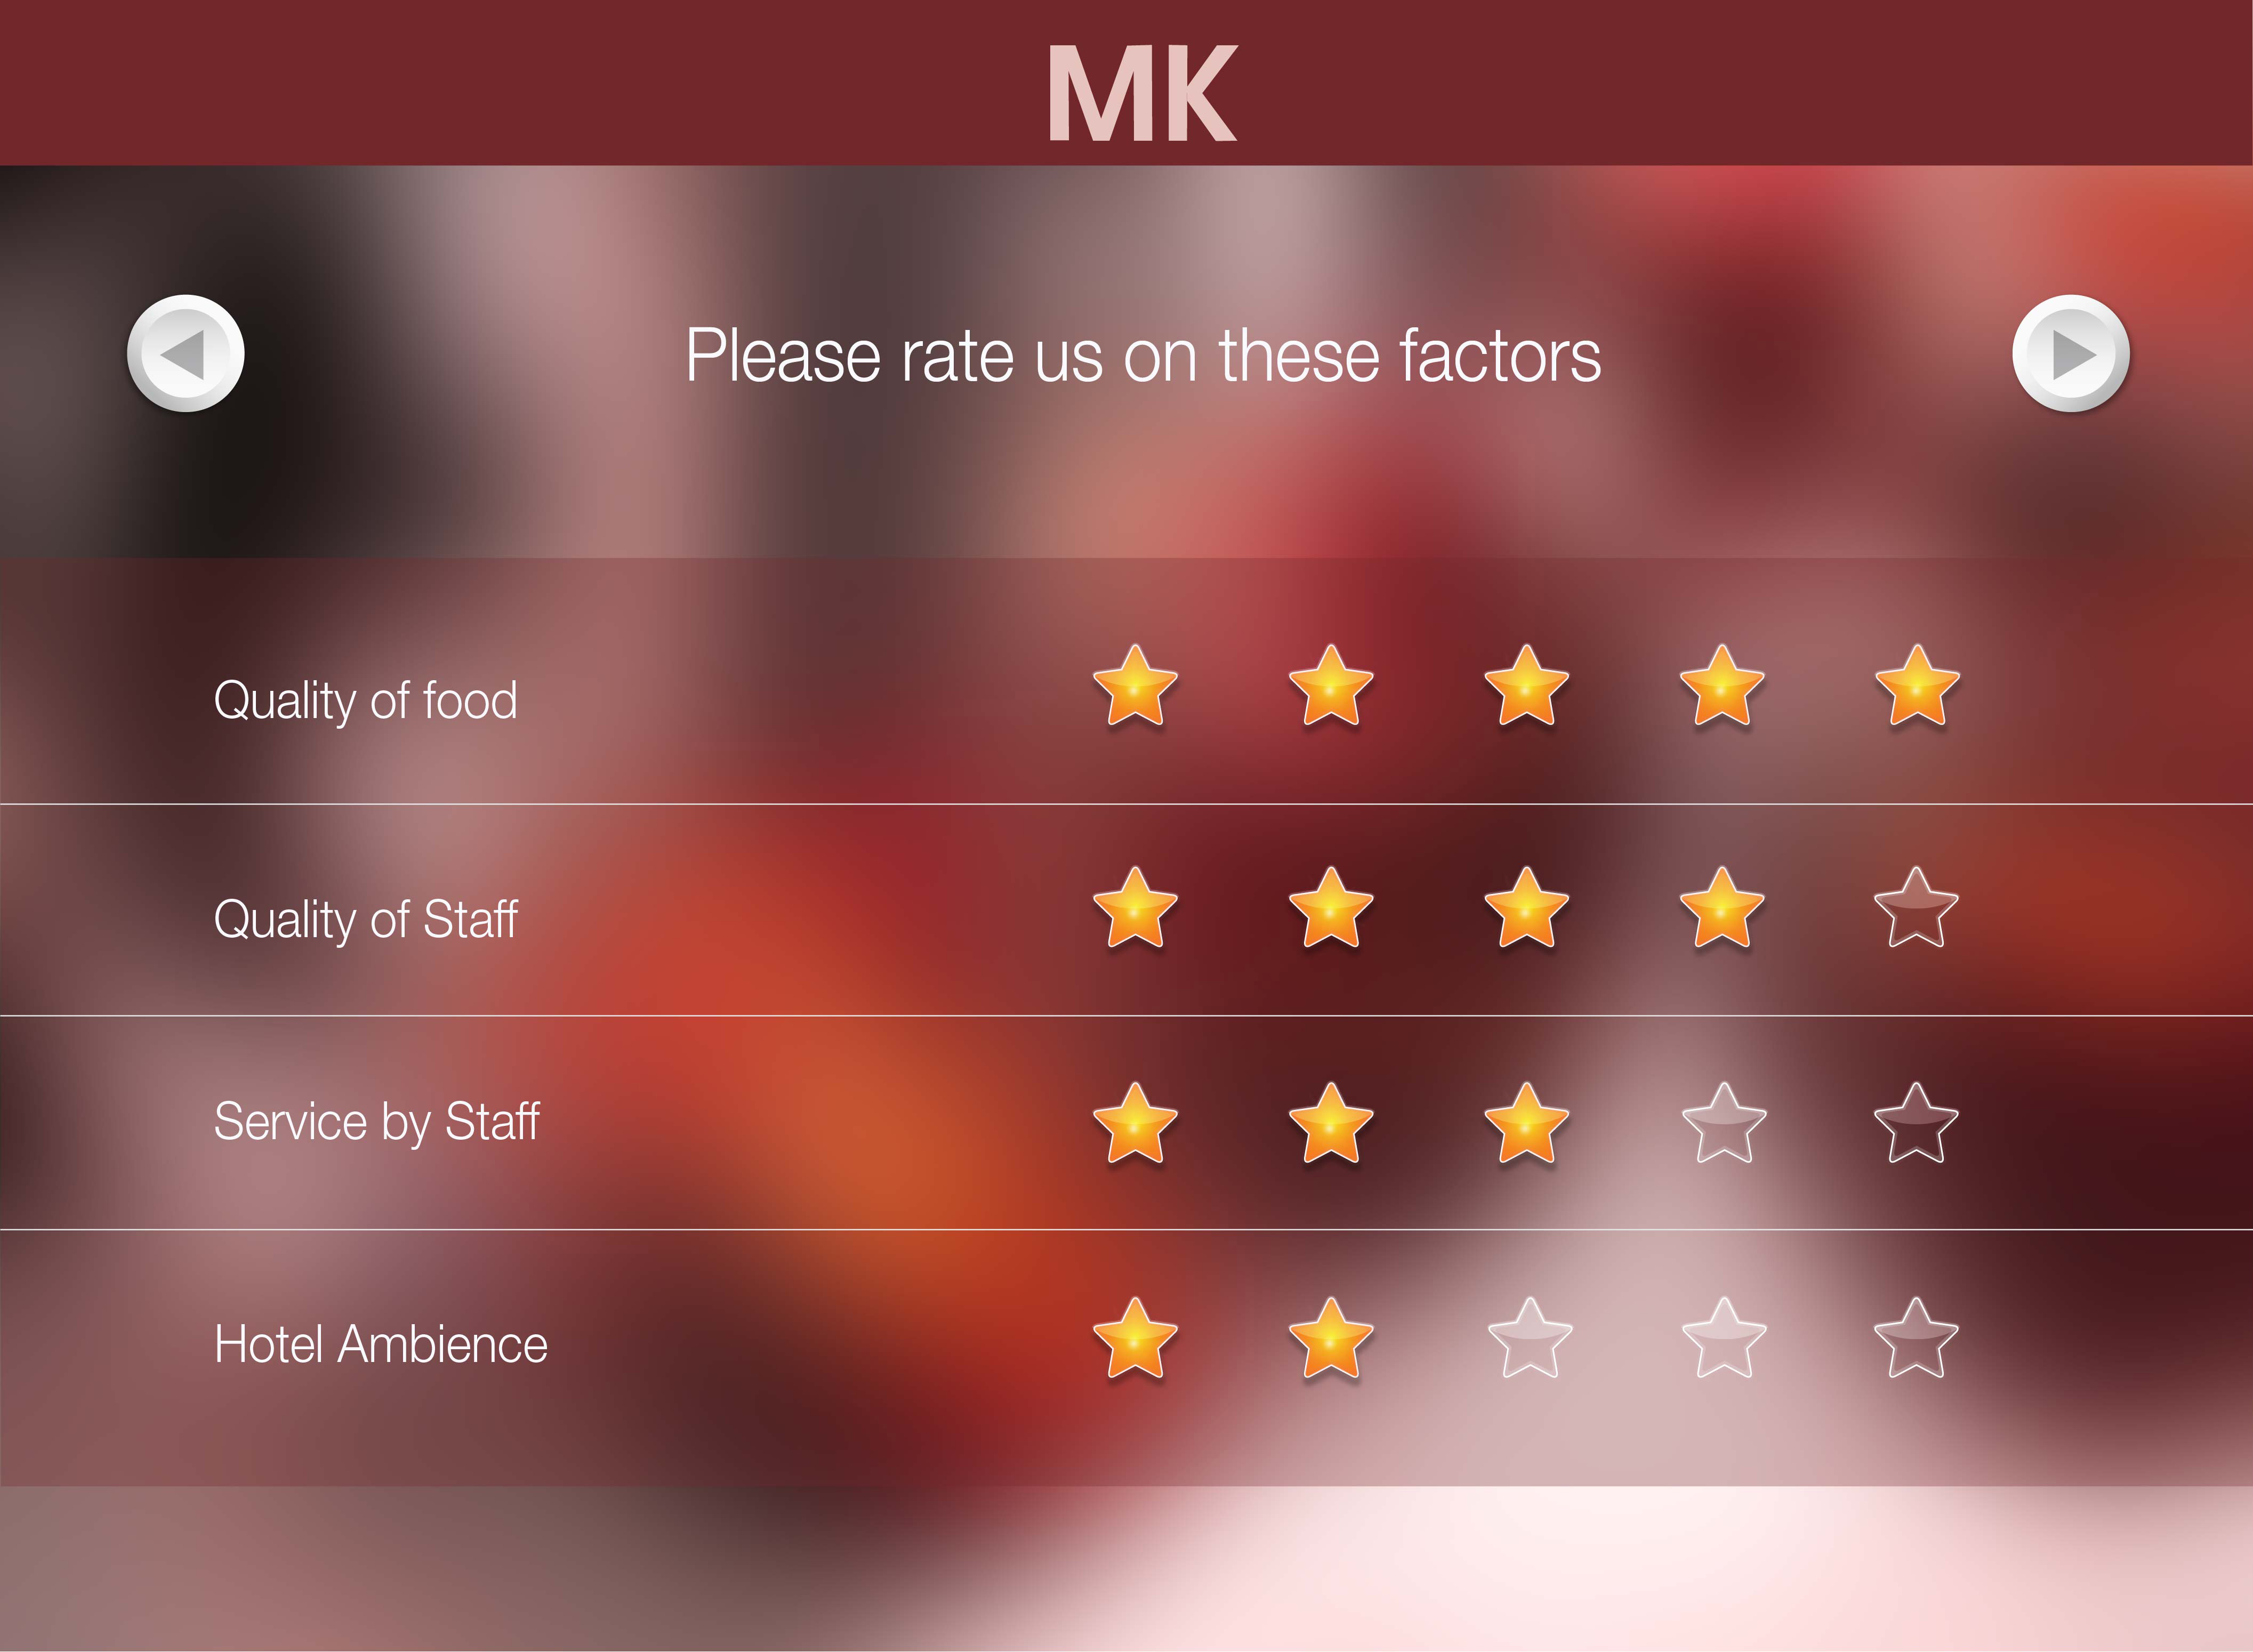 MK
Please rate us on these factors
Quality of food
Quality of Staff
Service by Staff
Hotel Ambience